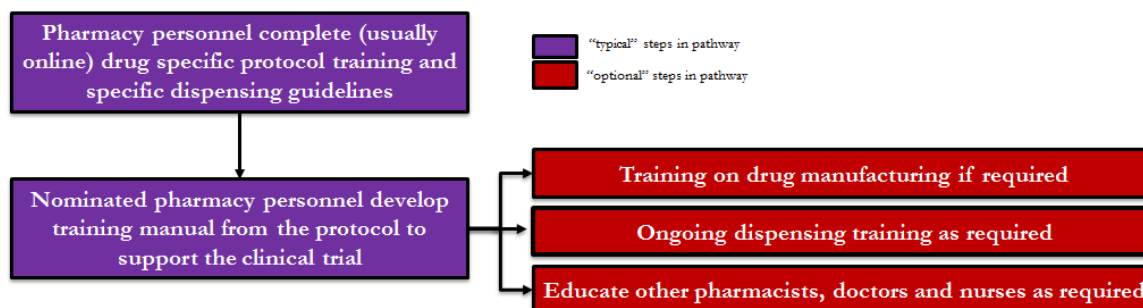 Pharmacy personnel complete (usually
online) drug specific protocol training and
specific dispensing guidelines
“typical” steps in pathway
“optional” steps in pathway
Nominated pharmacy personnel develop
training manual from the protocol to
support the clinical trial
Training on drug manufacturing if required
Ongoing dispensing training as required
Educate other pharmacists, doctors and nurses as required